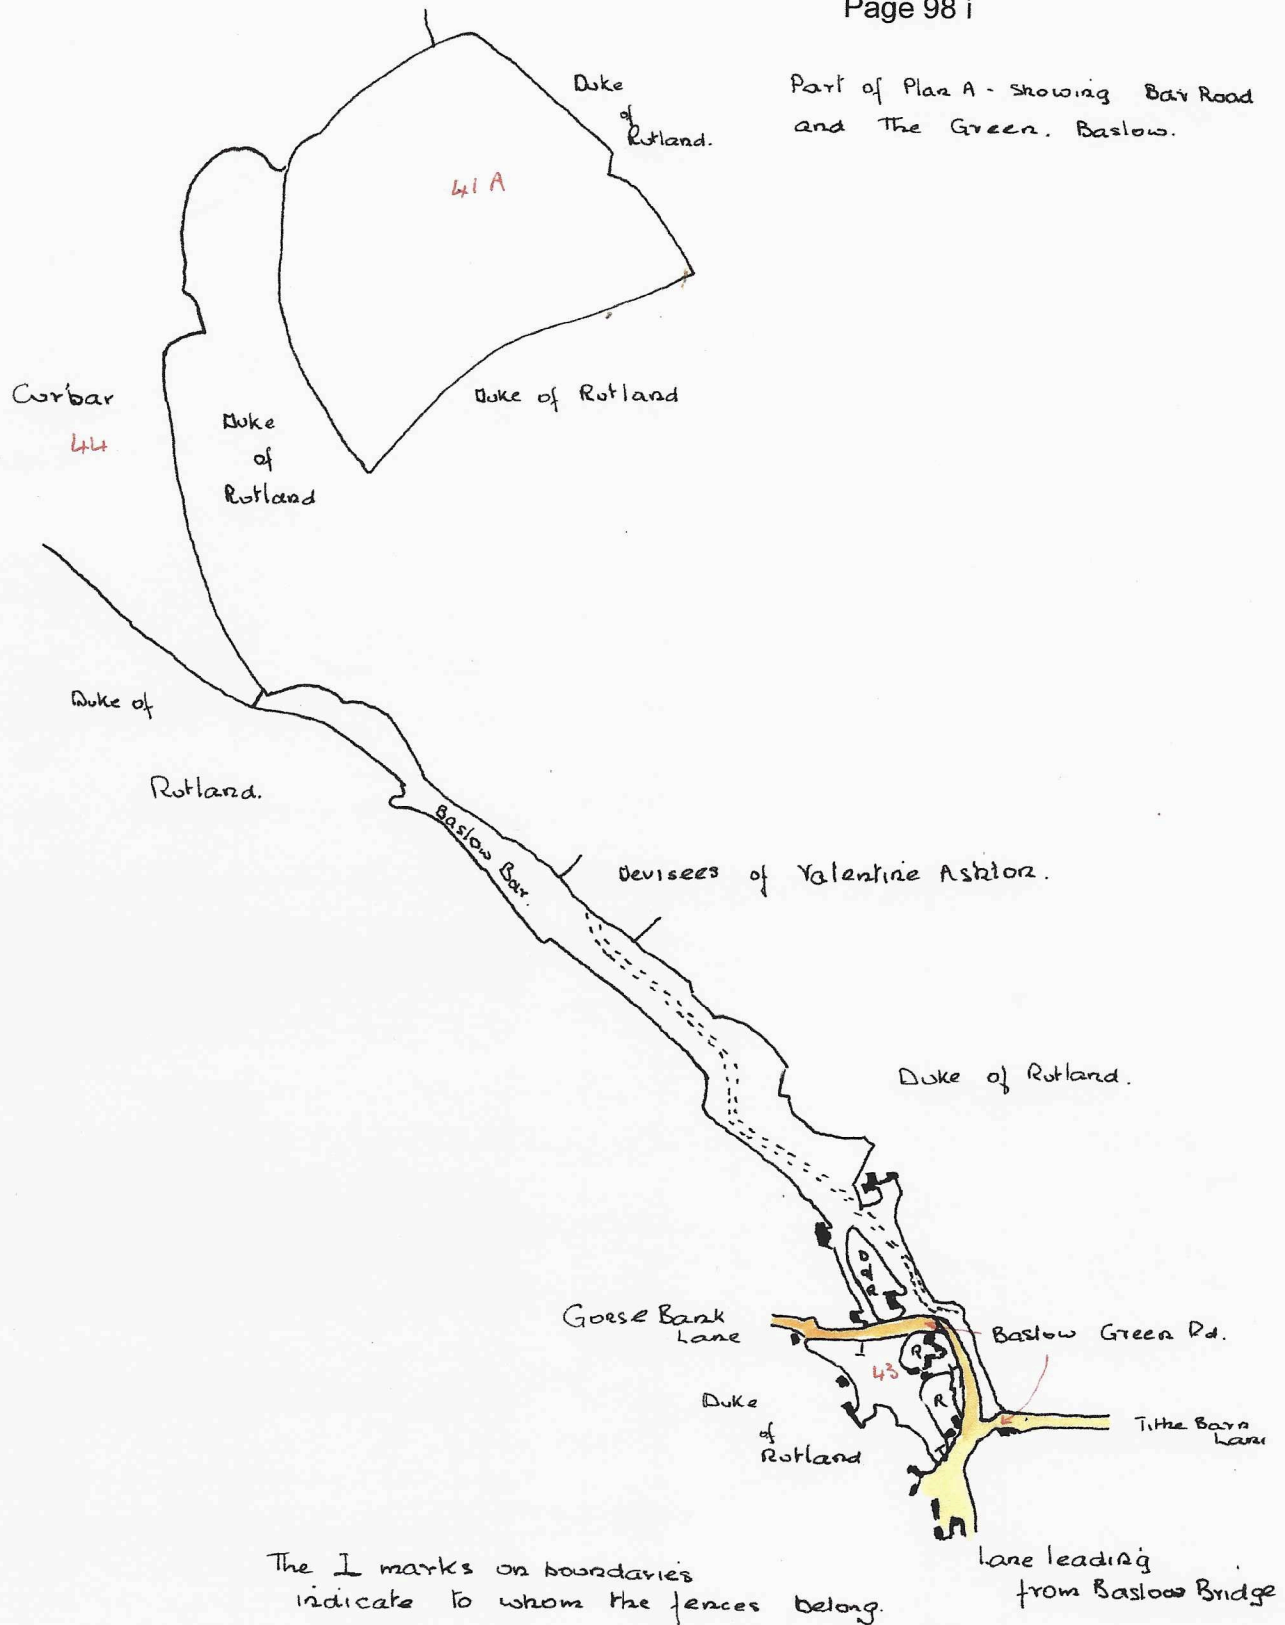 Page 98 i
Part of Plan A - showing Bar Road
and The Green. Baslow.
Duke
of
Rutland.
41 A
Curbar
44
Duke
of
Rutland
Duke of Rutland
Duke of
Rutland.
Baslow Bar.
Devisees of Valentine Ashton.
Duke of Rutland.
D of R
Goose Bank
Lane
Baslow Green Rd.
R
43
R
Duke
of
Rutland
Tithe Barn
Lane
Lane leading
from Baslow Bridge
The I marks on boundaries
indicate to whom the fences belong.